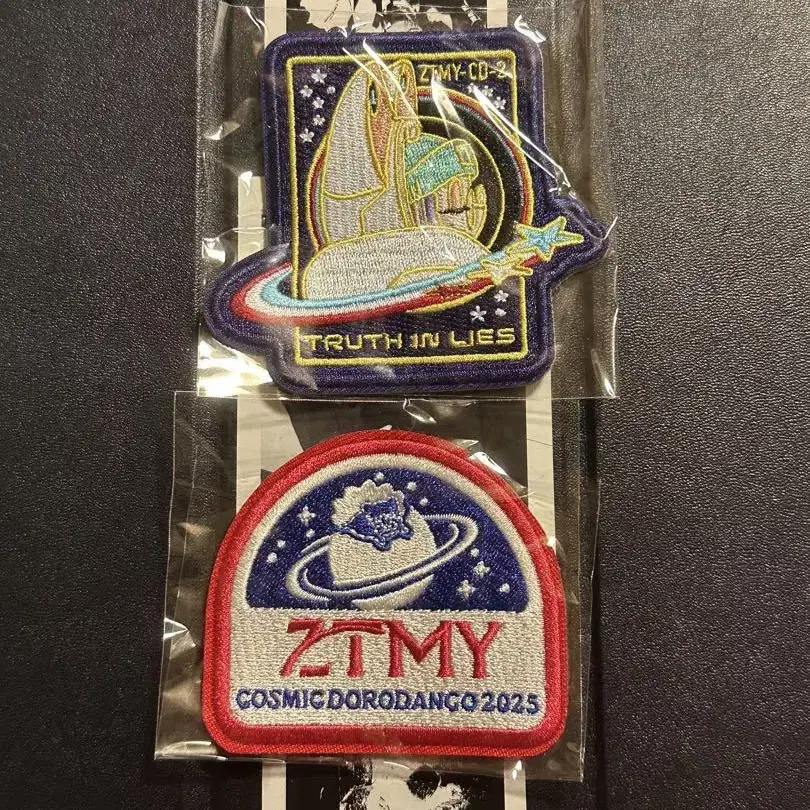 ZTMY-CD-2
TRUTH IN LIES
ZTMY
COSMIC DORODANGO 2025